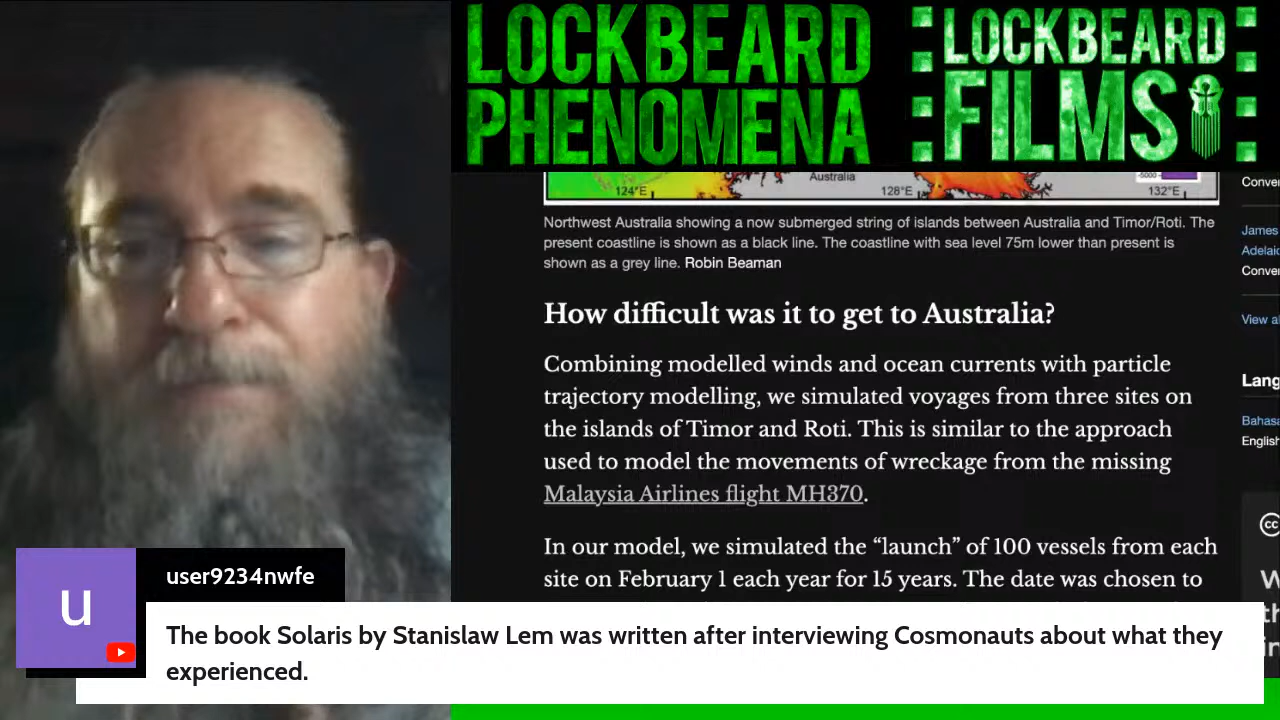 LOCKBEARD
PHENOMENA
LOCKBEARD
FILMS
Australia
-5000
124°E
128°E
132°E
Northwest Australia showing a now submerged string of islands between Australia and Timor/Roti. The
present coastline is shown as a black line. The coastline with sea level 75m lower than present is
shown as a grey line. Robin Beaman
How difficult was it to get to Australia?
Combining modelled winds and ocean currents with particle
trajectory modelling, we simulated voyages from three sites on
the islands of Timor and Roti. This is similar to the approach
used to model the movements of wreckage from the missing
Malaysia Airlines flight MH370.
In our model, we simulated the “launch” of 100 vessels from each
site on February 1 each year for 15 years. The date was chosen to
James
View
cc
English
u
user9234nwfe
The book Solaris by Stanislaw Lem was written after interviewing Cosmonauts about what they
experienced.